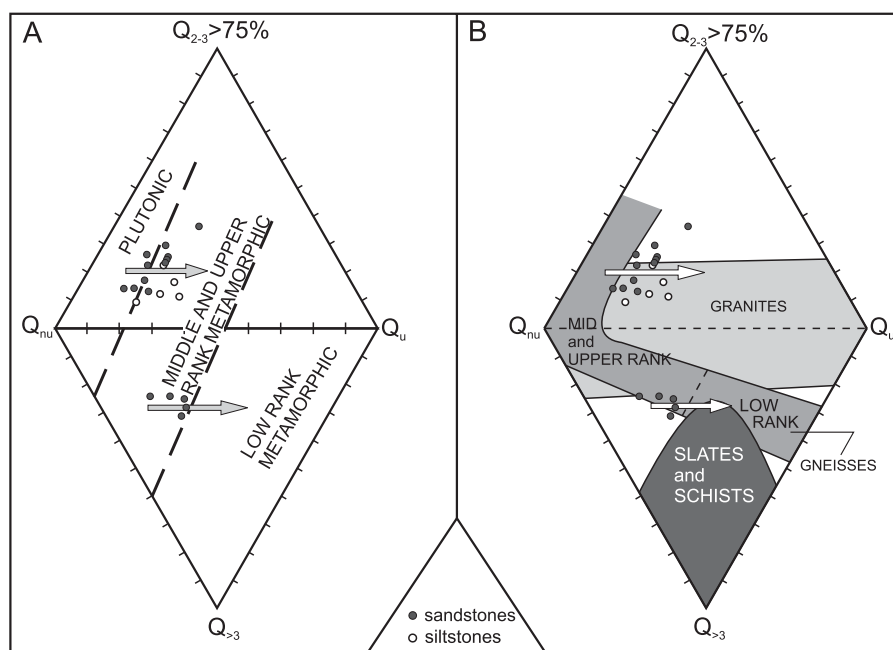 A
Q2-3>75%
PLUTONIC
MIDDLE AND UPPER
RANK METAMORPHIC
LOW RANK
METAMORPHIC
Qnu
Qu
Q>3
B
Q2-3>75%
GRANITES
Qnu
Qu
MID
and
UPPER RANK
LOW
RANK
GNEISSES
SLATES
and
SCHISTS
Q>3
sandstones
siltstones